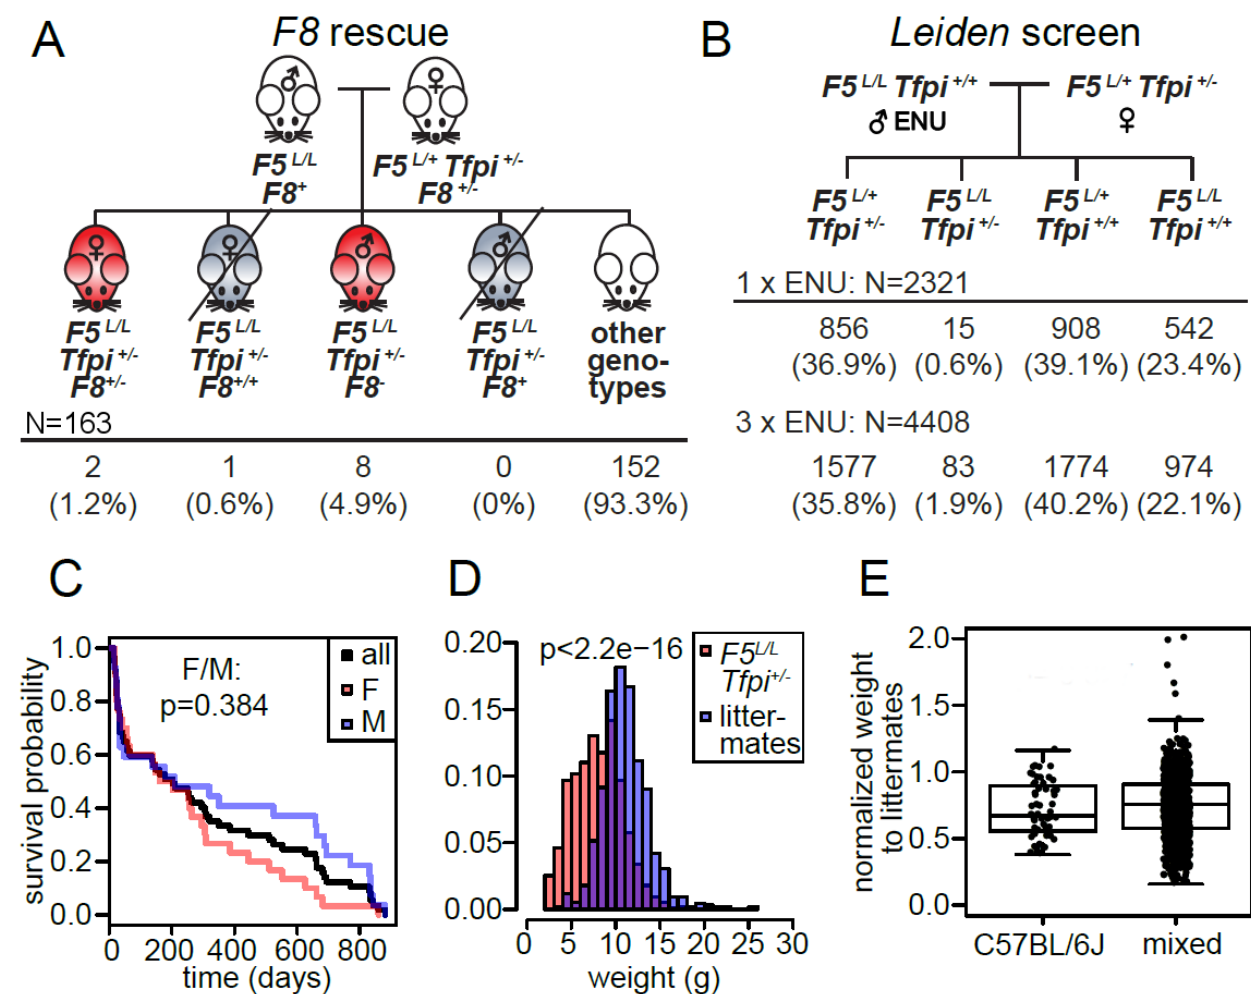 A
F8 rescue
♂
♀
F5 L/L
F8+
F5 L/+ Tfpi +/-
F8 +/-
♀
♀
♂
♂
F5 L/L
Tfpi +/-
F8+/-
F5 L/L
Tfpi +/-
F8+/+
F5 L/L
Tfpi +/-
F8-
F5 L/L
Tfpi +/-
F8+
other
geno-
types
N=163
2 1 8 0 152
(1.2%) (0.6%) (4.9%) (0%) (93.3%)
B
Leiden screen
F5 L/L Tfpi +/+
♂ ENU
F5 L/+ Tfpi +/-
♀
F5 L/+
Tfpi +/-
F5 L/L
Tfpi +/-
F5 L/+
Tfpi +/+
F5 L/L
Tfpi +/+
1 x ENU: N=2321
856 15 908 542
(36.9%) (0.6%) (39.1%) (23.4%)
3 x ENU: N=4408
1577 83 1774 974
(35.8%) (1.9%) (40.2%) (22.1%)
C
survival probability
1.0
0.8
0.6
0.4
0.2
0.0
F/M:
p=0.384
all
F
M
0 200 400 600 800
time (days)
D
0.20
0.15
0.10
0.05
0.00
p<2.2e−16
F5L/L
Tfpi+/-
litter-
mates
0 5 10 15 20 25 30
weight (g)
E
normalized weight
to littermates
2.0
1.5
1.0
0.5
0.0
C57BL/6J mixed